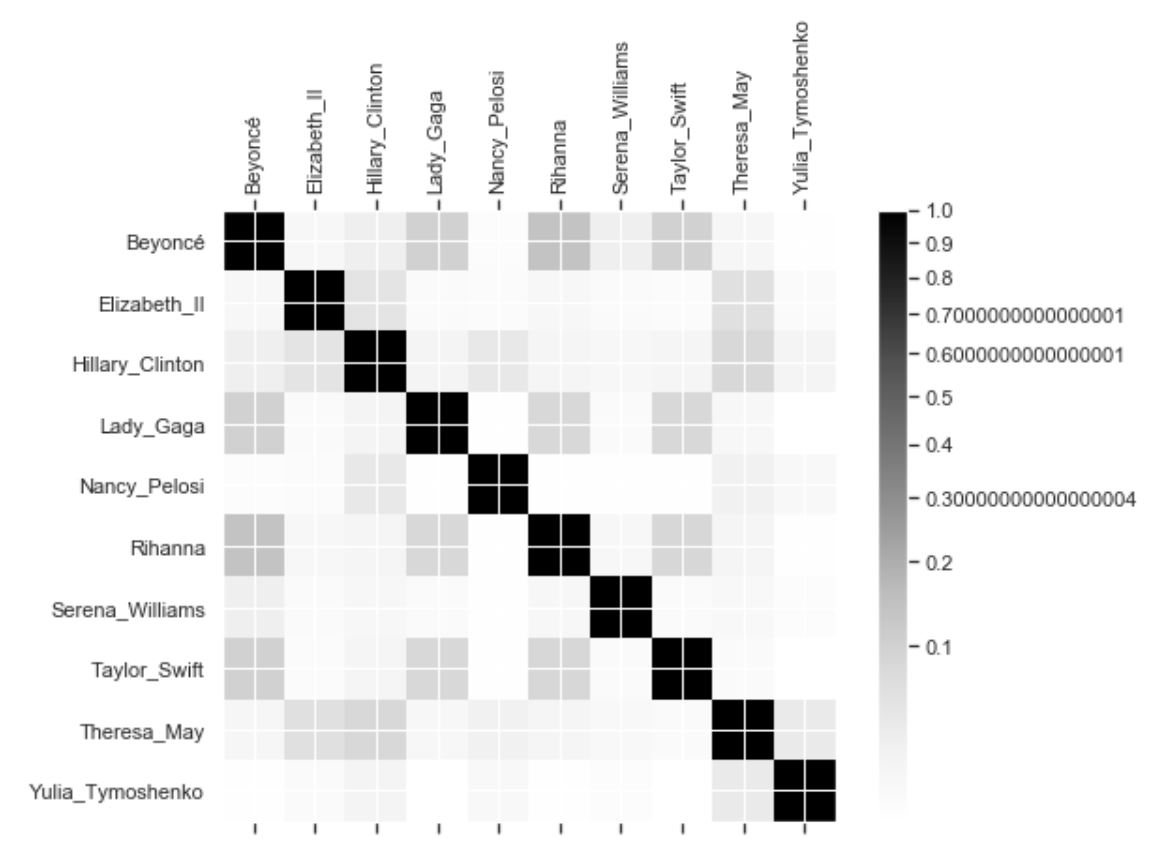 Beyoncé
Elizabeth_II
Hillary_Clinton
Lady_Gaga
Nancy_Pelosi
Rihanna
Serena_Williams
Taylor_Swift
Theresa_May
Yulia_Tymoshenko
Beyoncé
Elizabeth_II
Hillary_Clinton
Lady_Gaga
Nancy_Pelosi
Rihanna
Serena_Williams
Taylor_Swift
Theresa_May
Yulia_Tymoshenko
1.0
0.9
0.8
0.7000000000000001
0.6000000000000001
0.5
0.4
0.30000000000000004
0.2
0.1